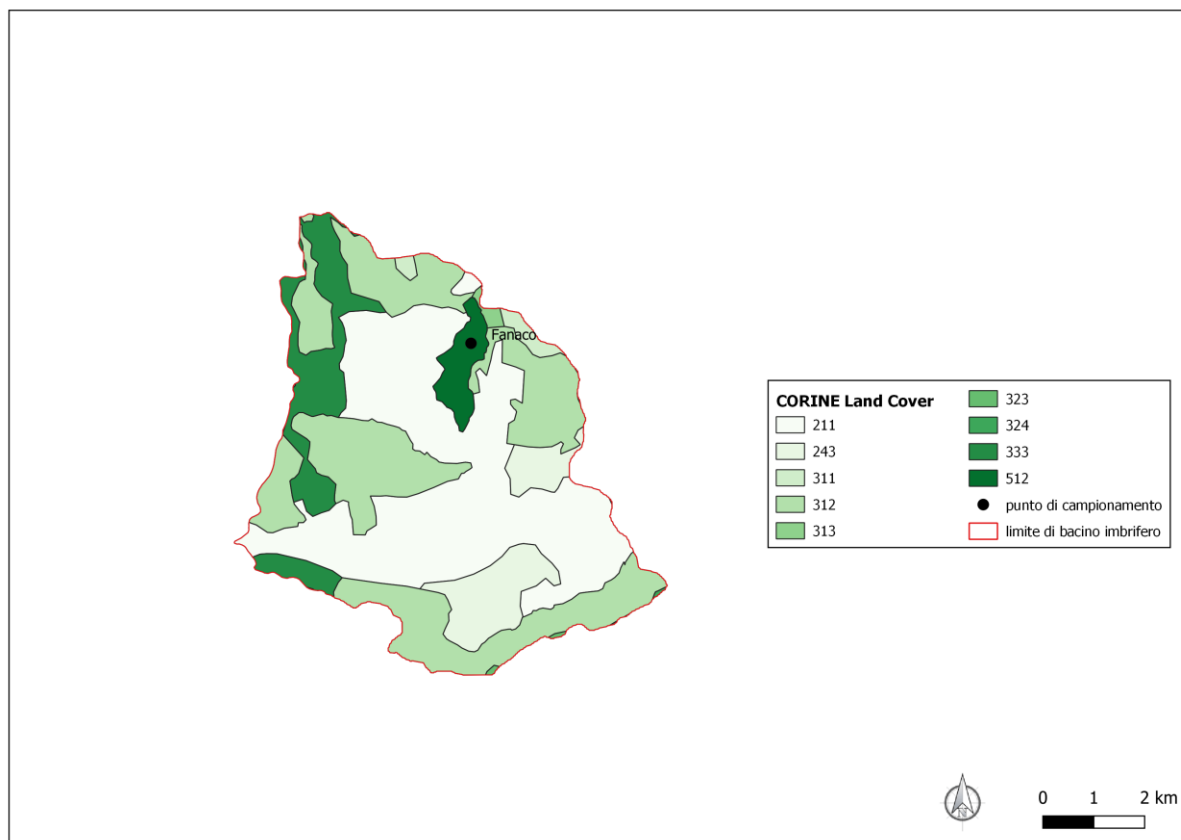 Fanaco
CORINE Land Cover
211
243
311
312
313
323
324
333
512
punto di campionamento
limite di bacino imbrifero
N
0 1 2 km